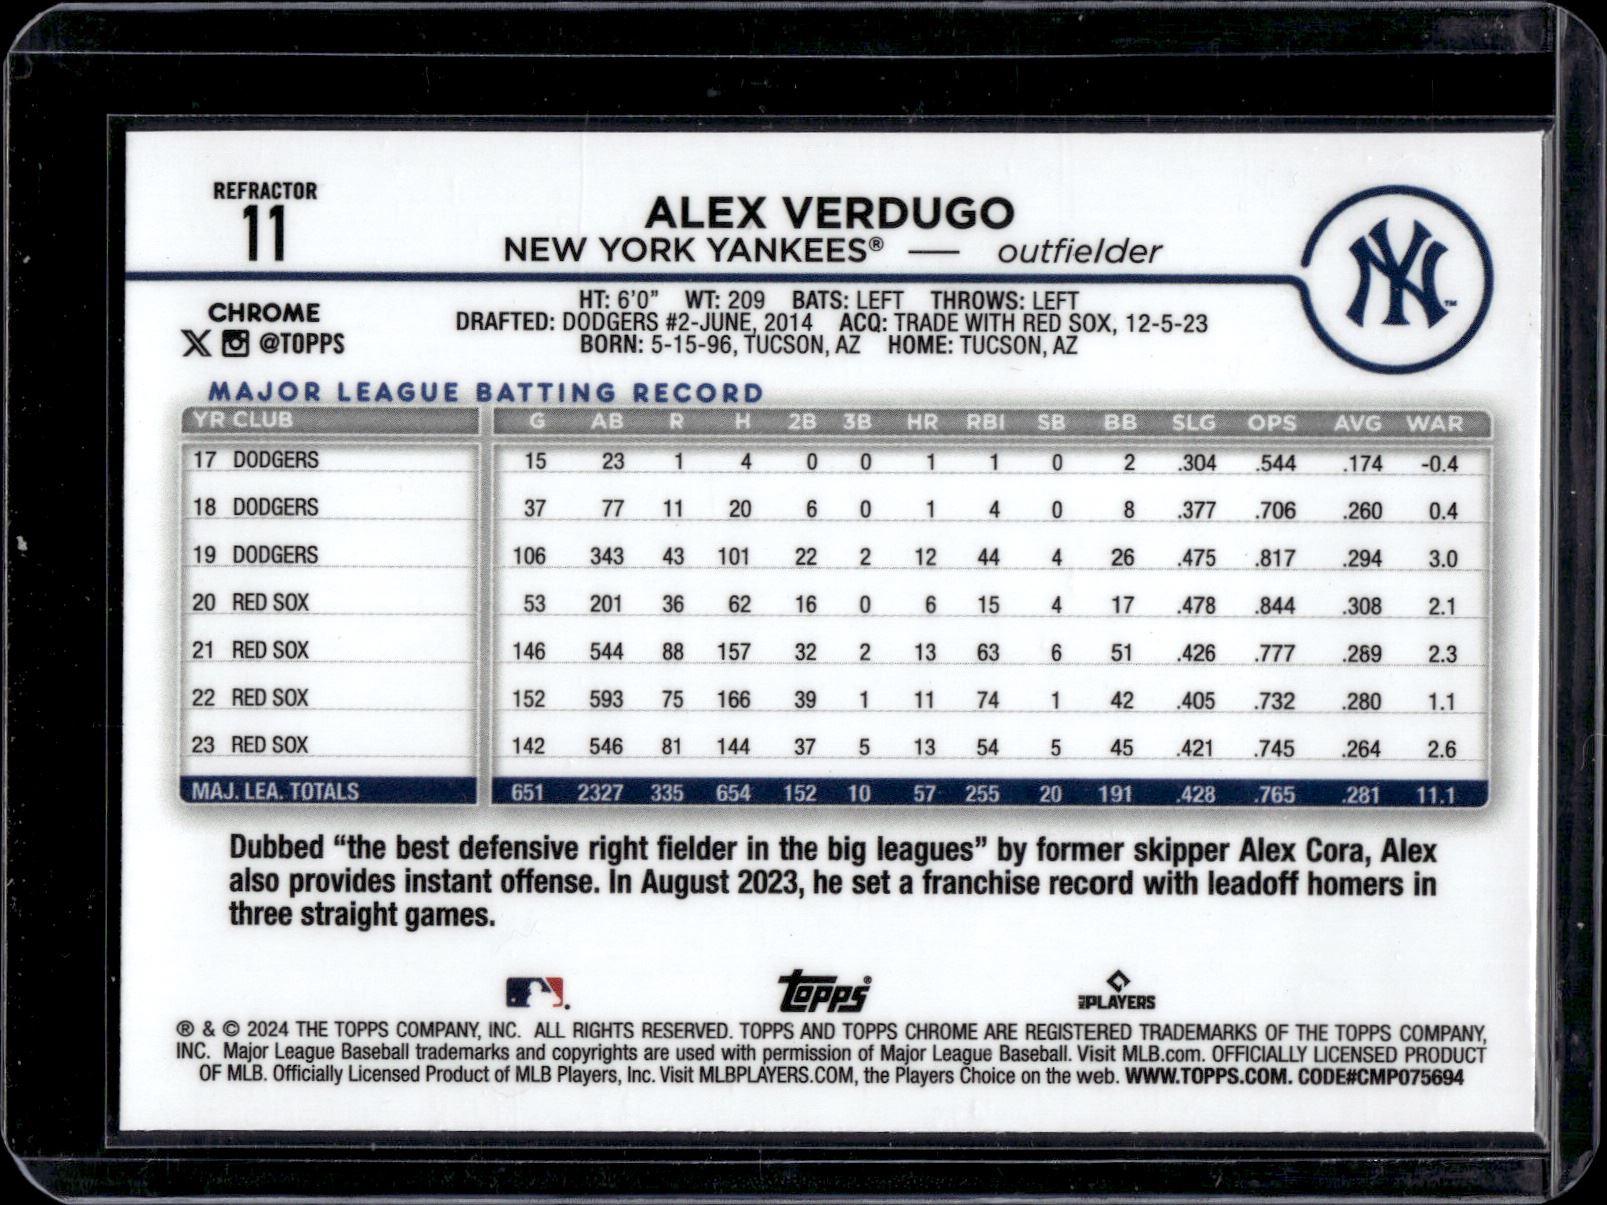 REFRACTOR
11
ALEX VERDUGO
NEW YORK YANKEES® — outfielder
NY™
CHROME
X @TOPPS
HT: 6'0" WT: 209 BATS: LEFT THROWS: LEFT
DRAFTED: DODGERS #2-JUNE, 2014 ACQ: TRADE WITH RED SOX, 12-5-23
BORN: 5-15-96, TUCSON, AZ HOME: TUCSON, AZ
MAJOR LEAGUE BATTING RECORD
YR CLUB G AB R H 2B 3B HR RBI SB BB SLG OPS AVG WAR
17 DODGERS 15 23 1 4 0 0 1 1 0 2 .304 .544 .174 -0.4
18 DODGERS 37 77 11 20 6 0 1 4 0 8 .377 .706 .260 0.4
19 DODGERS 106 343 43 101 22 2 12 44 4 26 .475 .817 .294 3.0
20 RED SOX 53 201 36 62 16 0 6 15 4 17 .478 .844 .308 2.1
21 RED SOX 146 544 88 157 32 2 13 63 6 51 .426 .777 .289 2.3
22 RED SOX 152 593 75 166 39 1 11 74 1 42 .405 .732 .280 1.1
23 RED SOX 142 546 81 144 37 5 13 54 5 45 .421 .745 .264 2.6
MAJ. LEA. TOTALS 651 2327 335 654 152 10 57 255 20 191 .428 .765 .281 11.1
Dubbed “the best defensive right fielder in the big leagues” by former skipper Alex Cora, Alex
also provides instant offense. In August 2023, he set a franchise record with leadoff homers in
three straight games.
topps® MLB PLAYERS
® & © 2024 THE TOPPS COMPANY, INC. ALL RIGHTS RESERVED. TOPPS AND TOPPS CHROME ARE REGISTERED TRADEMARKS OF THE TOPPS COMPANY,
INC. Major League Baseball trademarks and copyrights are used with permission of Major League Baseball. Visit MLB.com. OFFICIALLY LICENSED PRODUCT
OF MLB. Officially Licensed Product of MLB Players, Inc. Visit MLBPLAYERS.COM, the Players Choice on the web. WWW.TOPPS.COM. CODE#CMP075694